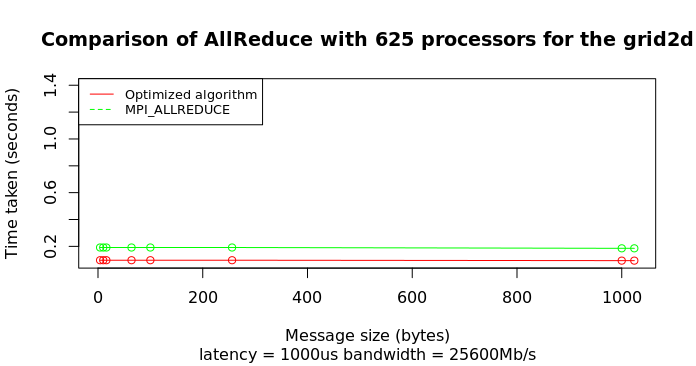 Comparison of AllReduce with 625 processors for the grid2d
Time taken (seconds)
1.4
1.0
0.6
0.2
Optimized algorithm
MPI_ALLREDUCE
0 200 400 600 800 1000
Message size (bytes)
latency = 1000us bandwidth = 25600Mb/s